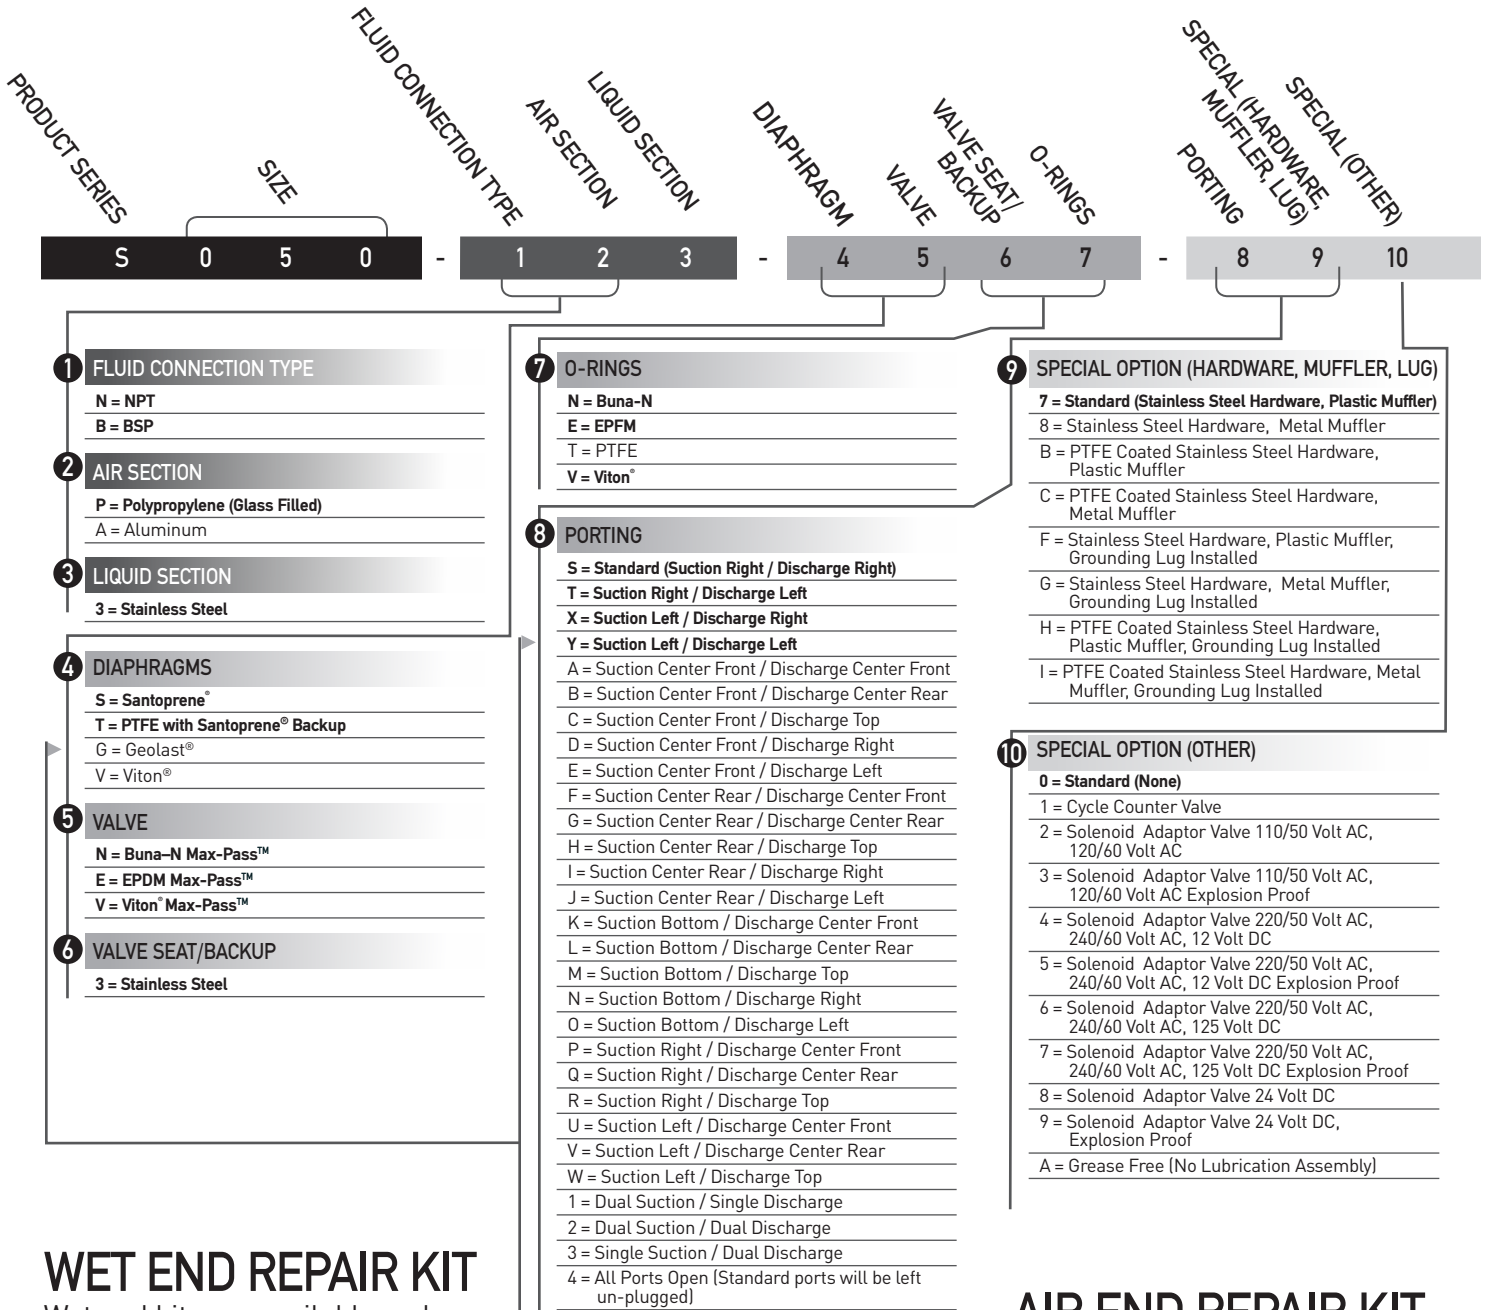 PRODUCT SERIES
SIZE
FLUID CONNECTION TYPE
AIR SECTION
LIQUID SECTION
DIAPHRAGM
VALVE
VALVE SEAT/
BACKUP
O-RINGS
PORTING
SPECIAL (HARDWARE,
MUFFLER, LUG)
SPECIAL (OTHER)
S 0 5 0 - 1 2 3 - 4 5 6 7 - 8 9 10
1 FLUID CONNECTION TYPE
N = NPT
B = BSP
2 AIR SECTION
P = Polypropylene (Glass Filled)
A = Aluminum
3 LIQUID SECTION
3 = Stainless Steel
4 DIAPHRAGMS
S = Santoprene®
T = PTFE with Santoprene® Backup
G = Geolast®
V = Viton®
5 VALVE
N = Buna–N Max-Pass™
E = EPDM Max-Pass™
V = Viton® Max-Pass™
6 VALVE SEAT/BACKUP
3 = Stainless Steel
7 O-RINGS
N = Buna-N
E = EPFM
T = PTFE
V = Viton®
8 PORTING
S = Standard (Suction Right / Discharge Right)
T = Suction Right / Discharge Left
X = Suction Left / Discharge Right
Y = Suction Left / Discharge Left
A = Suction Center Front / Discharge Center Front
B = Suction Center Front / Discharge Center Rear
C = Suction Center Front / Discharge Top
D = Suction Center Front / Discharge Right
E = Suction Center Front / Discharge Left
F = Suction Center Rear / Discharge Center Front
G = Suction Center Rear / Discharge Center Rear
H = Suction Center Rear / Discharge Top
I = Suction Center Rear / Discharge Right
J = Suction Center Rear / Discharge Left
K = Suction Bottom / Discharge Center Front
L = Suction Bottom / Discharge Center Rear
M = Suction Bottom / Discharge Top
N = Suction Bottom / Discharge Right
O = Suction Bottom / Discharge Left
P = Suction Right / Discharge Center Front
Q = Suction Right / Discharge Center Rear
R = Suction Right / Discharge Top
U = Suction Left / Discharge Center Front
V = Suction Left / Discharge Center Rear
W = Suction Left / Discharge Top
1 = Dual Suction / Single Discharge
2 = Dual Suction / Dual Discharge
3 = Single Suction / Dual Discharge
4 = All Ports Open (Standard ports will be left
un-plugged)
9 SPECIAL OPTION (HARDWARE, MUFFLER, LUG)
7 = Standard (Stainless Steel Hardware, Plastic Muffler)
8 = Stainless Steel Hardware, Metal Muffler
B = PTFE Coated Stainless Steel Hardware,
Plastic Muffler
C = PTFE Coated Stainless Steel Hardware,
Metal Muffler
F = Stainless Steel Hardware, Plastic Muffler,
Grounding Lug Installed
G = Stainless Steel Hardware, Metal Muffler,
Grounding Lug Installed
H = PTFE Coated Stainless Steel Hardware,
Plastic Muffler, Grounding Lug Installed
I = PTFE Coated Stainless Steel Hardware, Metal
Muffler, Grounding Lug Installed
10 SPECIAL OPTION (OTHER)
0 = Standard (None)
1 = Cycle Counter Valve
2 = Solenoid Adaptor Valve 110/50 Volt AC,
120/60 Volt AC
3 = Solenoid Adaptor Valve 110/50 Volt AC,
120/60 Volt AC Explosion Proof
4 = Solenoid Adaptor Valve 220/50 Volt AC,
240/60 Volt AC, 12 Volt DC
5 = Solenoid Adaptor Valve 220/50 Volt AC,
240/60 Volt AC, 12 Volt DC Explosion Proof
6 = Solenoid Adaptor Valve 220/50 Volt AC,
240/60 Volt AC, 125 Volt DC
7 = Solenoid Adaptor Valve 220/50 Volt AC,
240/60 Volt AC, 125 Volt DC Explosion Proof
8 = Solenoid Adaptor Valve 24 Volt DC
9 = Solenoid Adaptor Valve 24 Volt DC,
Explosion Proof
A = Grease Free (No Lubrication Assembly)
WET END REPAIR KIT
AIR END REPAIR KIT